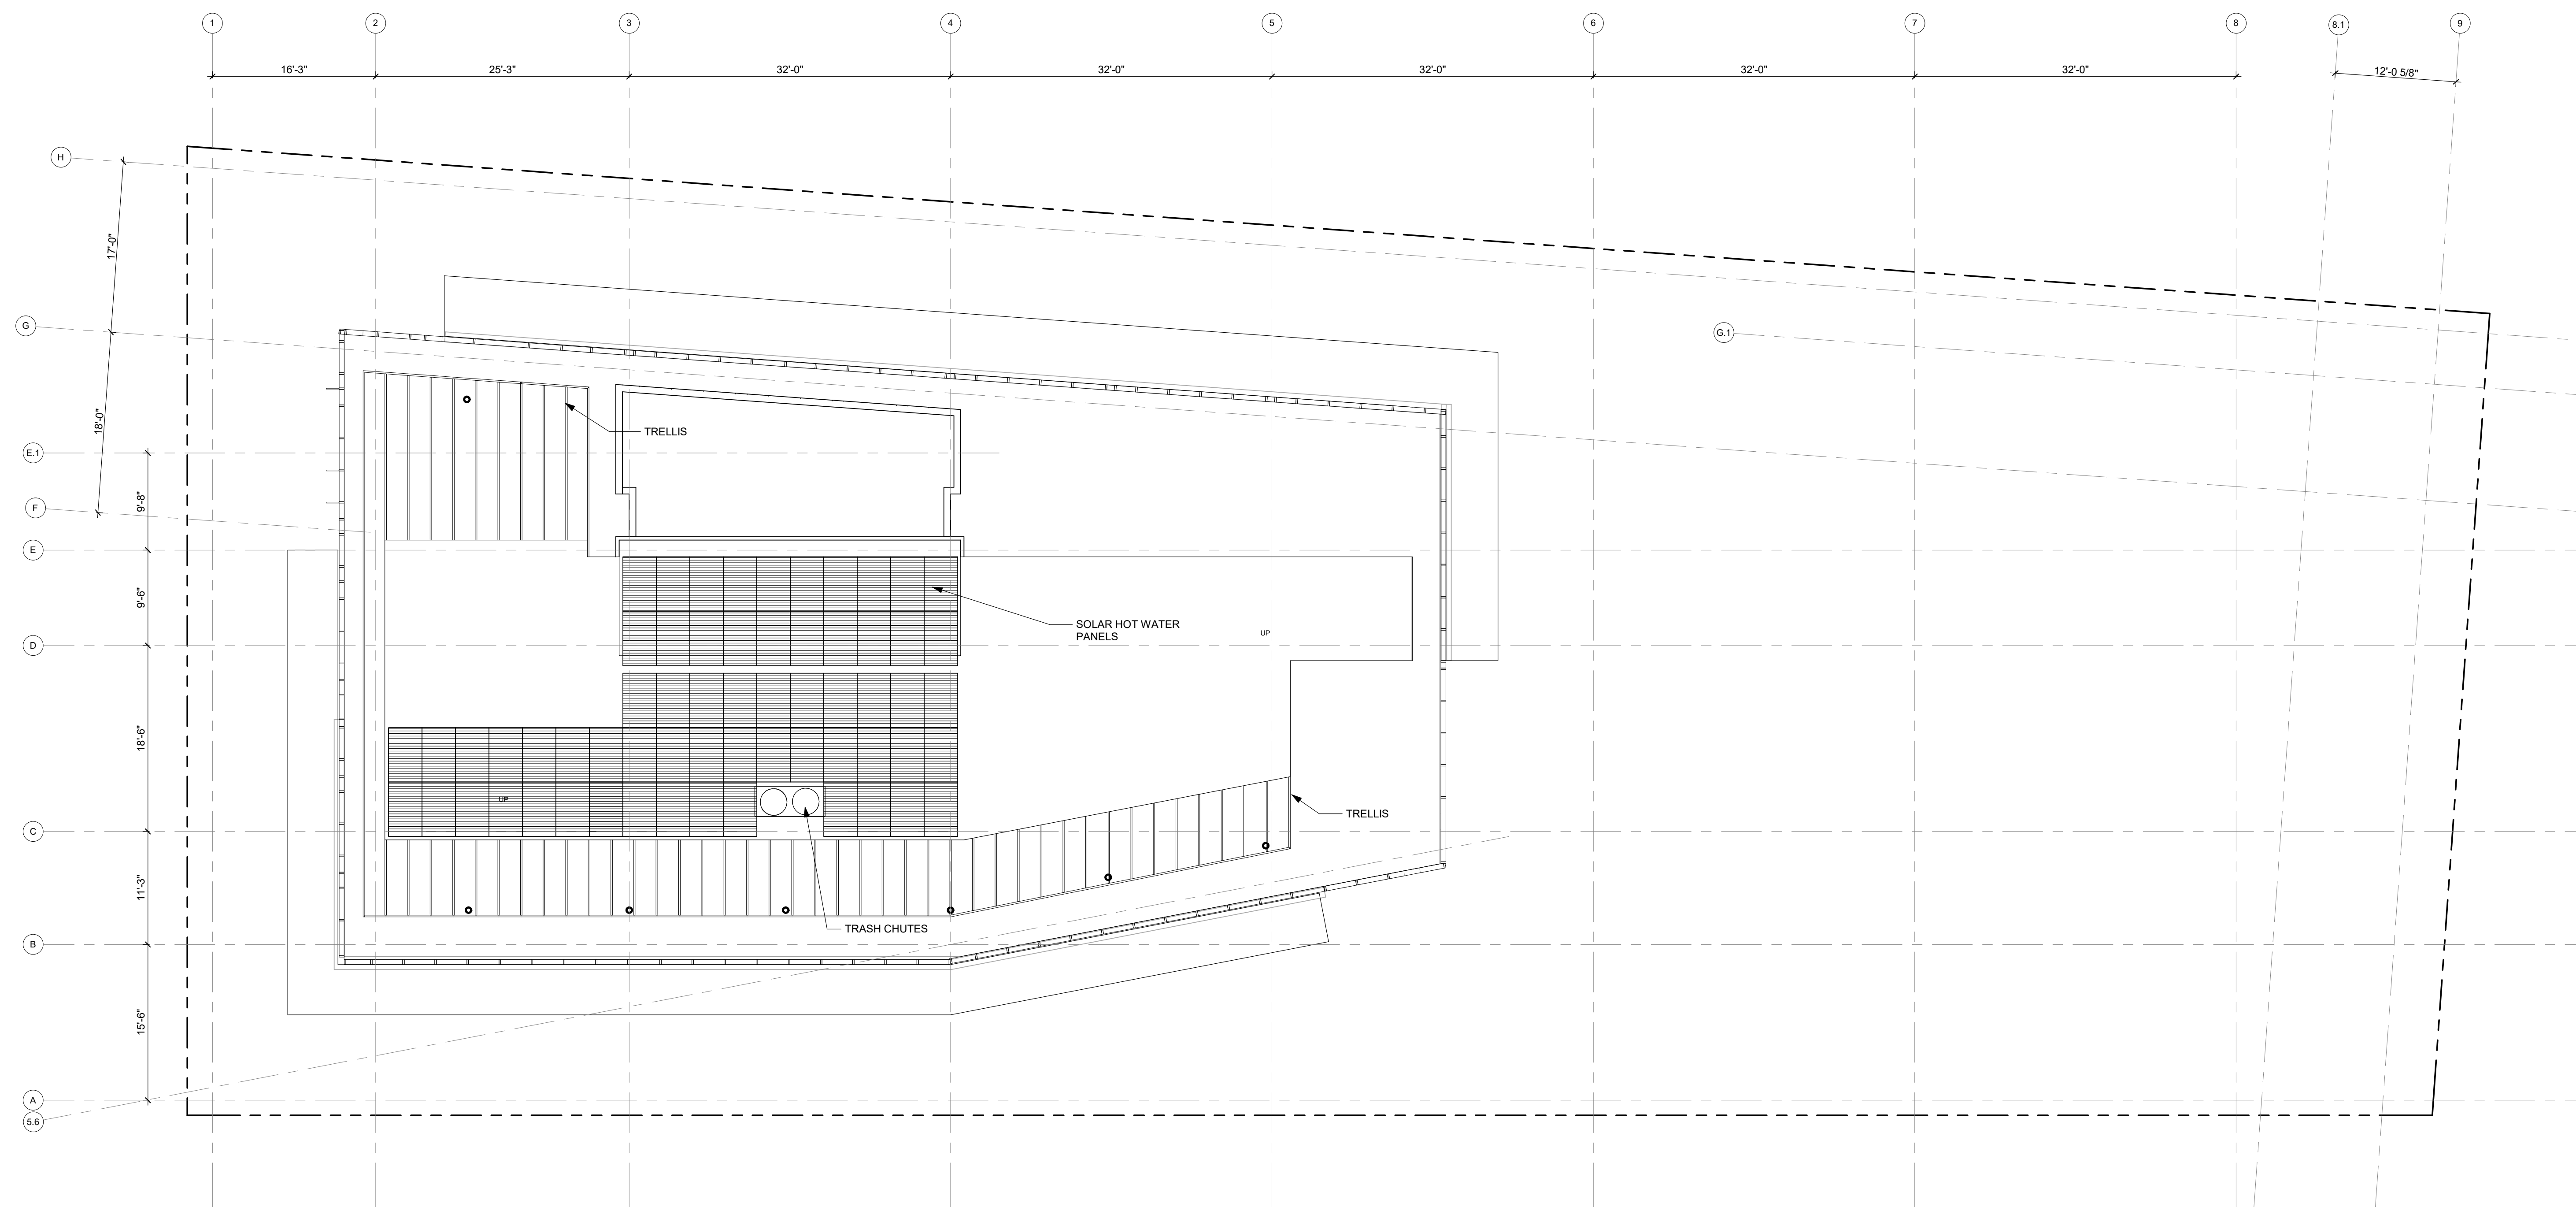 1
2
3
4
5
6
7
8
8.1
9
16'-3"
25'-3"
32'-0"
32'-0"
32'-0"
32'-0"
32'-0"
12'-0 5/8"
H
17'-0"
G
G.1
18'-0"
TRELLIS
E.1
9'-8"
F
E
9'-6"
SOLAR HOT WATER
PANELS
UP
D
18'-6"
UP
TRELLIS
C
11'-3"
TRASH CHUTES
B
15'-6"
A
5.6